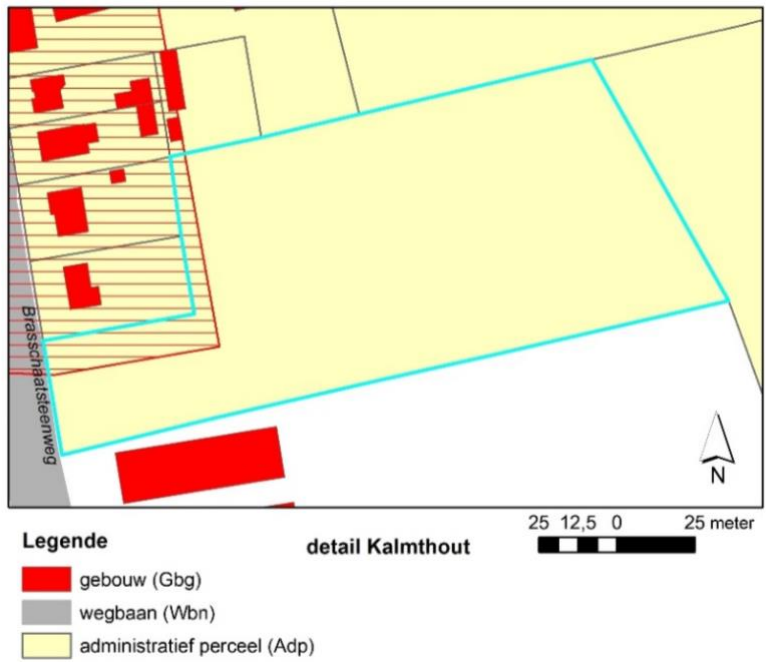 Brasschaatsteenweg
N
25 12,5 0 25 meter
Legende
detail Kalmthout
gebouw (Gbg)
wegbaan (Wbn)
administratief perceel (Adp)